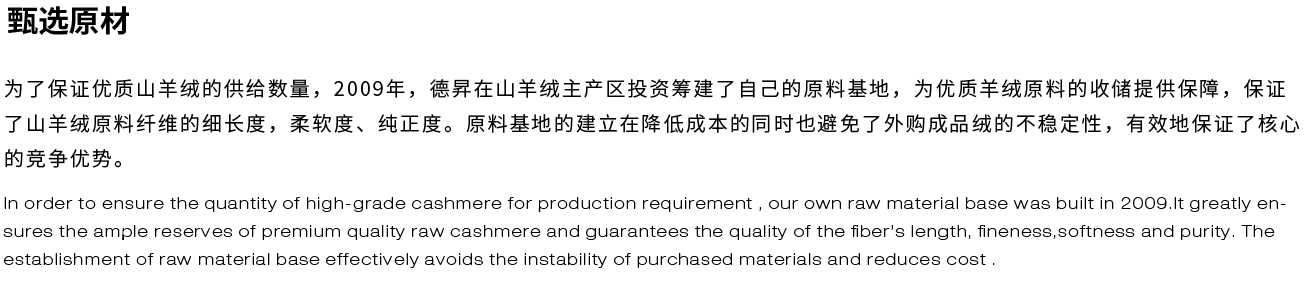 甄选原材
为了保证优质山羊绒的供给数量，2009年，德昇在山羊绒主产区投资筹建了自己的原料基地，为优质羊绒原料的收储提供保障，保证
了山羊绒原料纤维的细长度，柔软度、纯正度。原料基地的建立在降低成本的同时也避免了外购成品绒的不稳定性，有效地保证了核心
的竞争优势。
In order to ensure the quantity of high-grade cashmere for production requirement , our own raw material base was built in 2009.It greatly en-
sures the ample reserves of premium quality raw cashmere and guarantees the quality of the fiber's length, fineness,softness and purity. The
establishment of raw material base effectively avoids the instability of purchased materials and reduces cost .